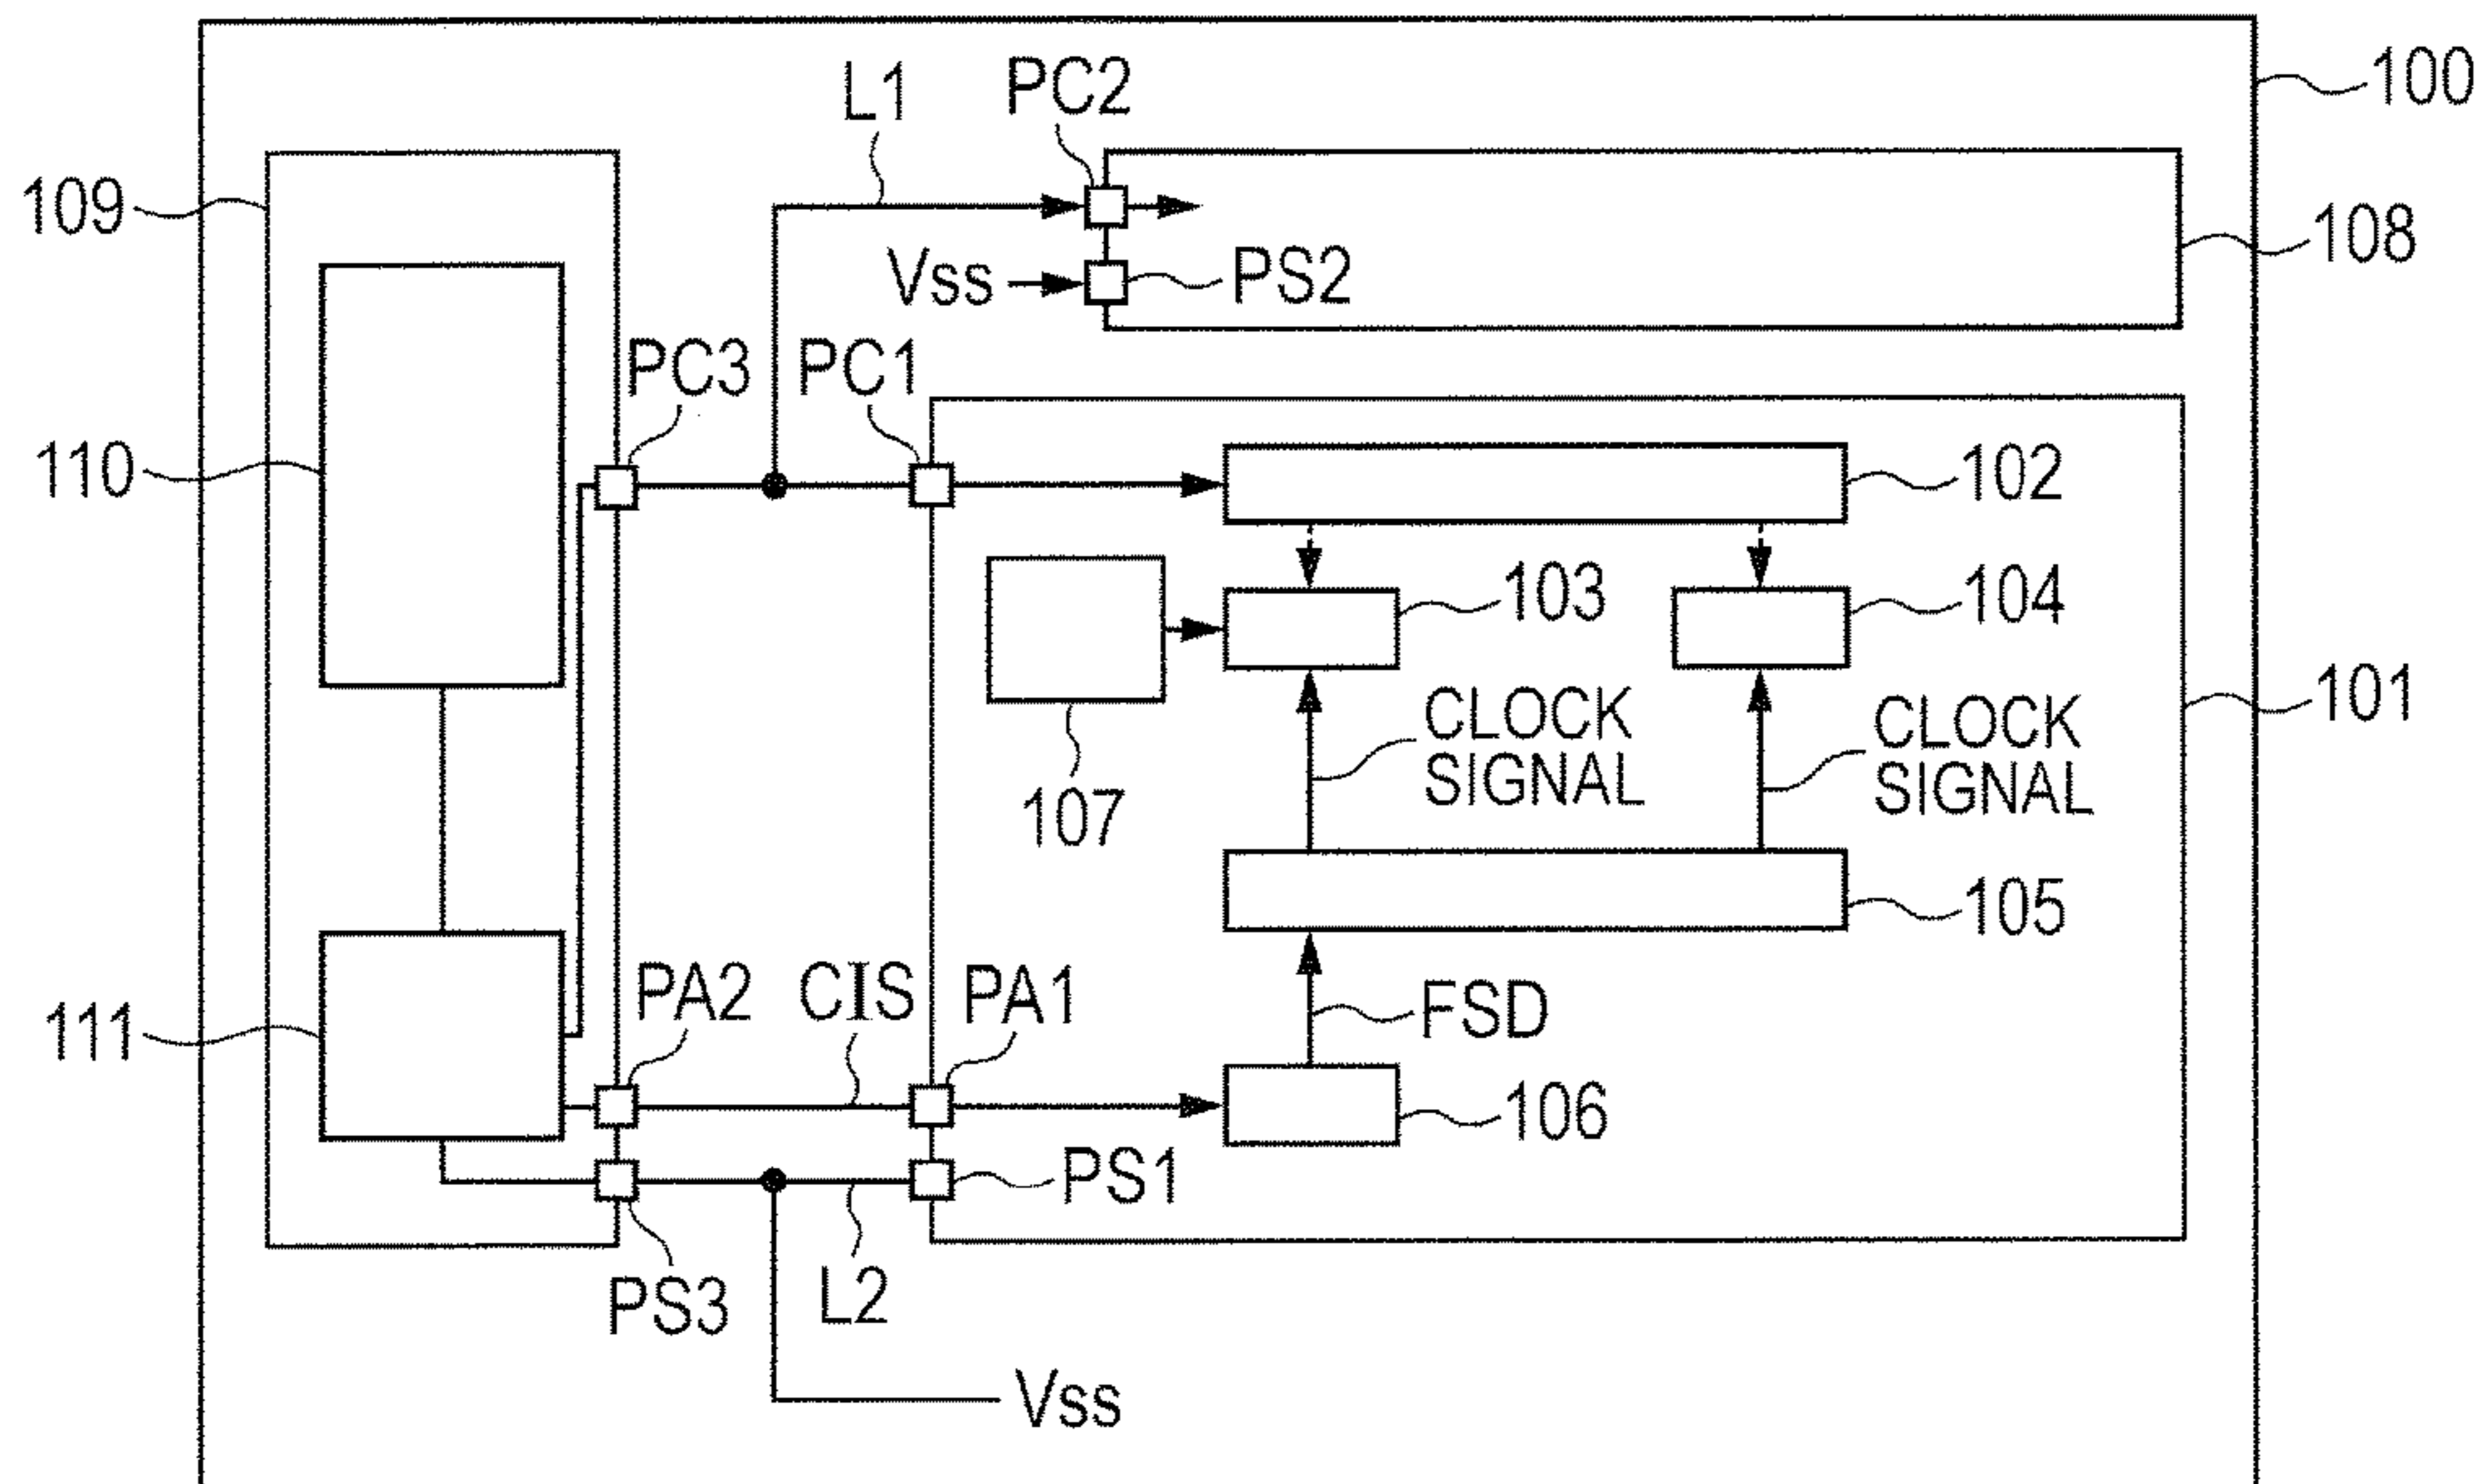 L1
PC2
100
109
108
Vss
PS2
PC3
PC1
110
102
103
104
101
CLOCK
SIGNAL
CLOCK
SIGNAL
107
105
PA2
CIS
PA1
FSD
111
106
PS1
PS3
L2
Vss